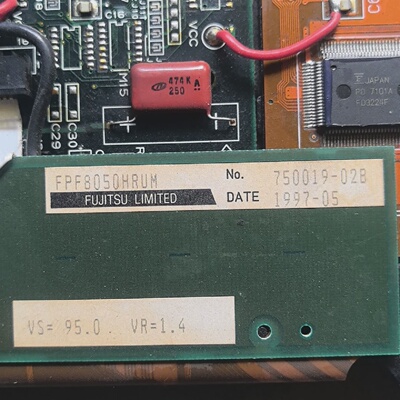 474K
250
VCC
M15
C29
C30
JAPAN
FPF8050HRUM
FUJITSU LIMITED
No. 750019-02B
DATE 1997-05
VS= 95.0 . VR=1.4